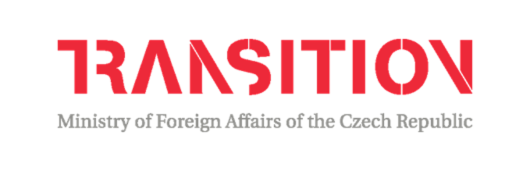 TRANSITION
Ministry of Foreign Affairs of the Czech Republic